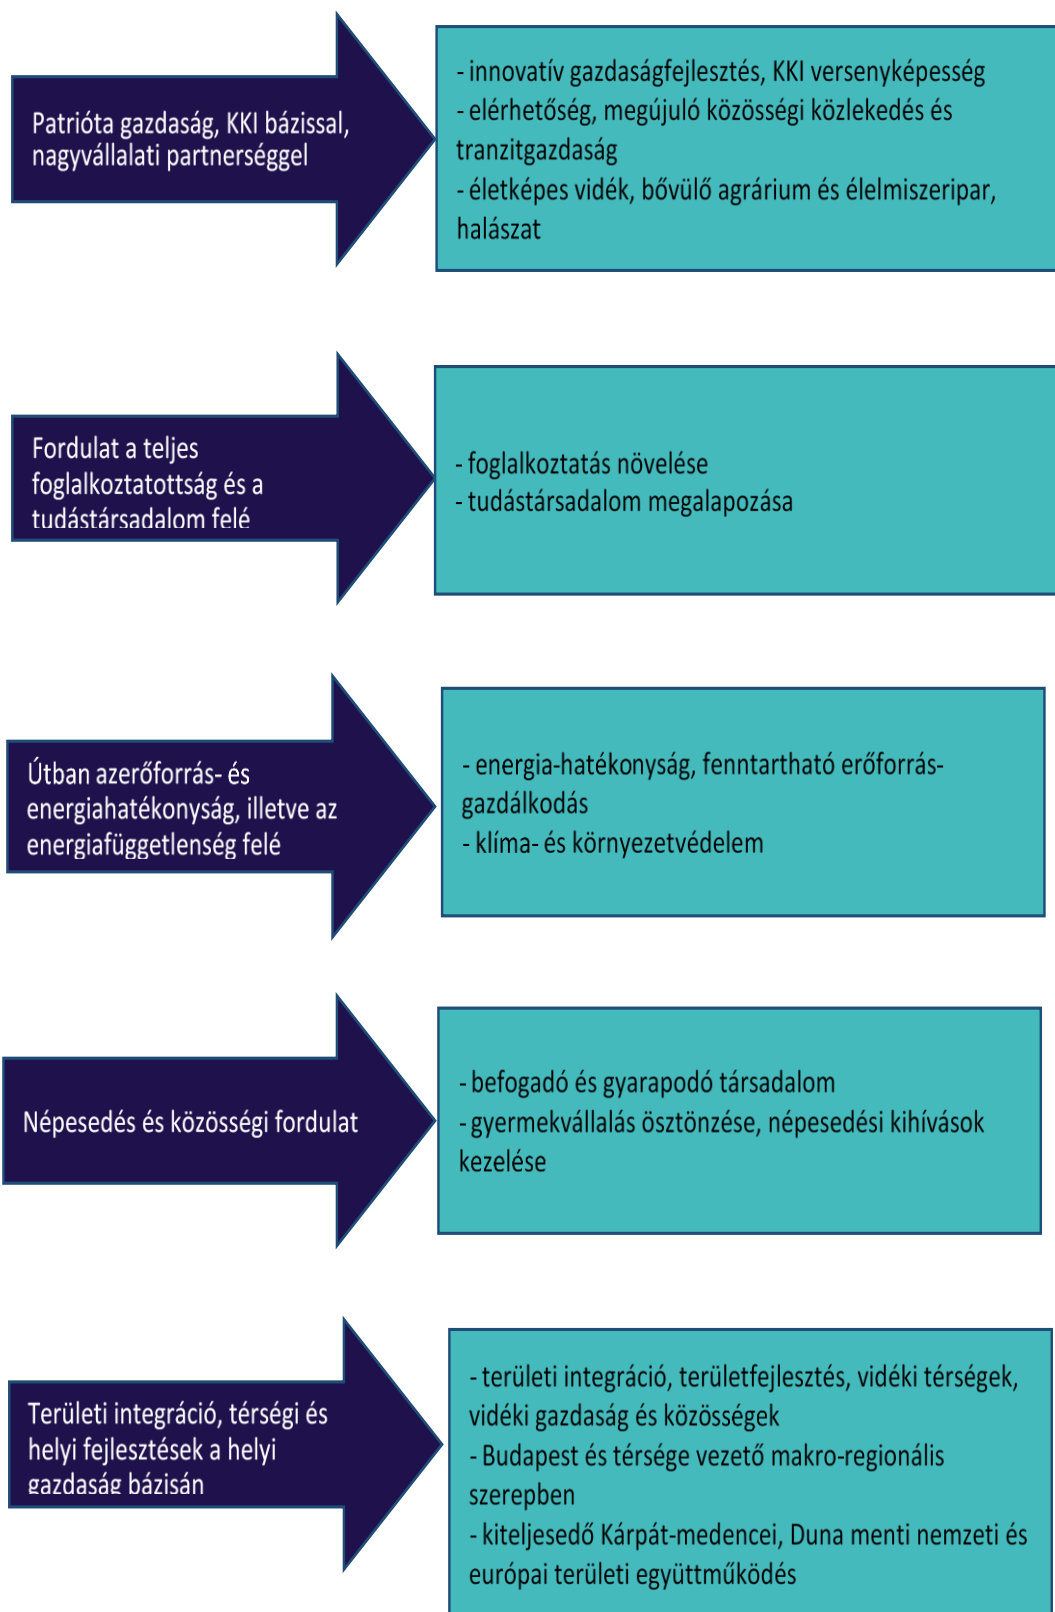 Patrióta gazdaság, KKI bázissal,
nagyvállalati partnerséggel
- innovatív gazdaságfejlesztés, KKI versenyképesség
- elérhetőség, megújuló közösségi közlekedés és
tranzitgazdaság
- életképes vidék, bővülő agrárium és élelmiszeripar,
halászat
Fordulat a teljes
foglalkoztatottság és a
tudástársadalom felé
- foglalkoztatás növelése
- tudástársadalom megalapozása
Útban azerőforrás- és
energiahatékonyság, illetve az
energiafüggetlenség felé
- energia-hatékonyság, fenntartható erőforrás-
gazdálkodás
- klíma- és környezetvédelem
Népesedés és közösségi fordulat
- befogadó és gyarapodó társadalom
- gyermekvállalás ösztönzése, népesedési kihívások
kezelése
Területi integráció, térségi és
helyi fejlesztések a helyi
gazdaság bázisán
- területi integráció, területfejlesztés, vidéki térségek,
vidéki gazdaság és közösségek
- Budapest és térsége vezető makro-regionális
szerepben
- kiteljesedő Kárpát-medencei, Duna menti nemzeti és
európai területi együttműködés